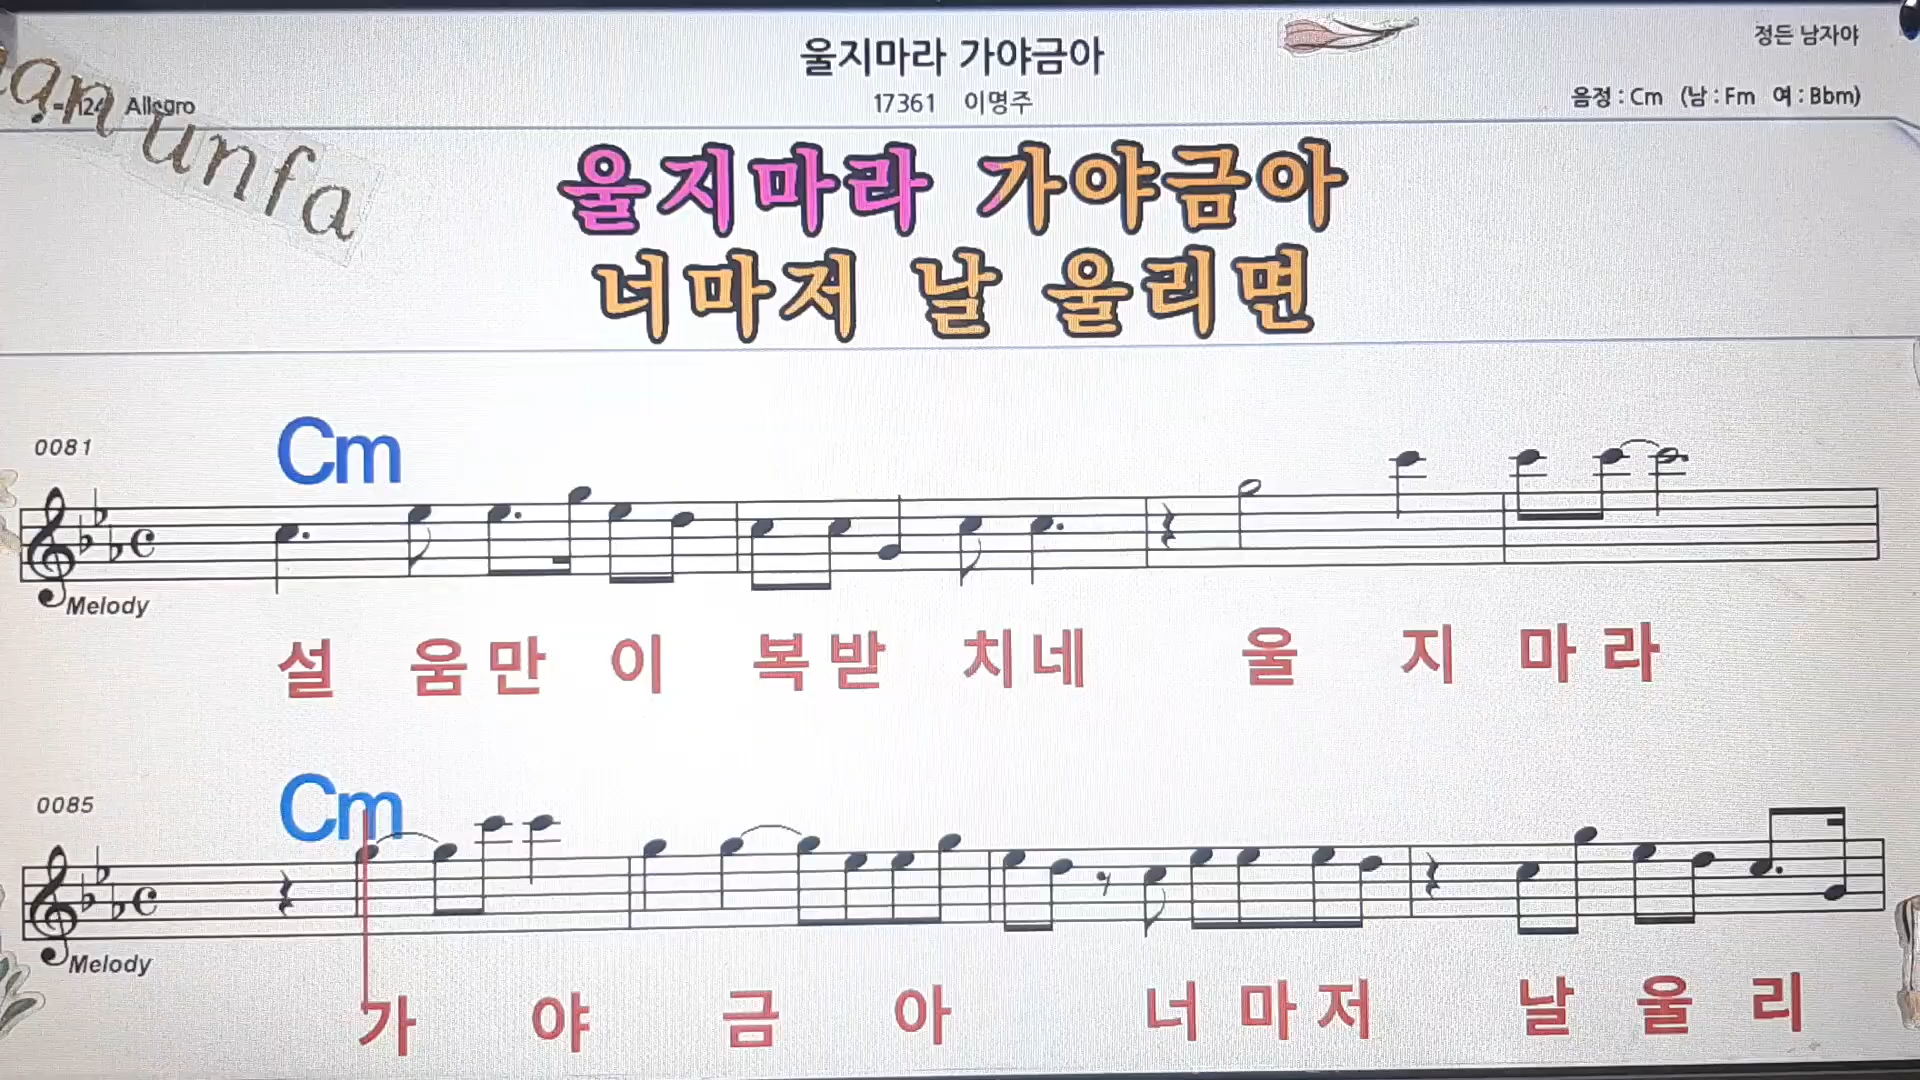 울지마라 가야금아
정든 남자야
17361 이명주
음정 : Cm (남 : Fm 여 : Bbm)
Allegro
unfa
울지마라 가야금아
너마저 날 울리면
0081
Cm
Melody
설움만 이 복받 치네 울 지 마라
0085
Cm
Melody
가 야 금 아 너 마저 날 울 리